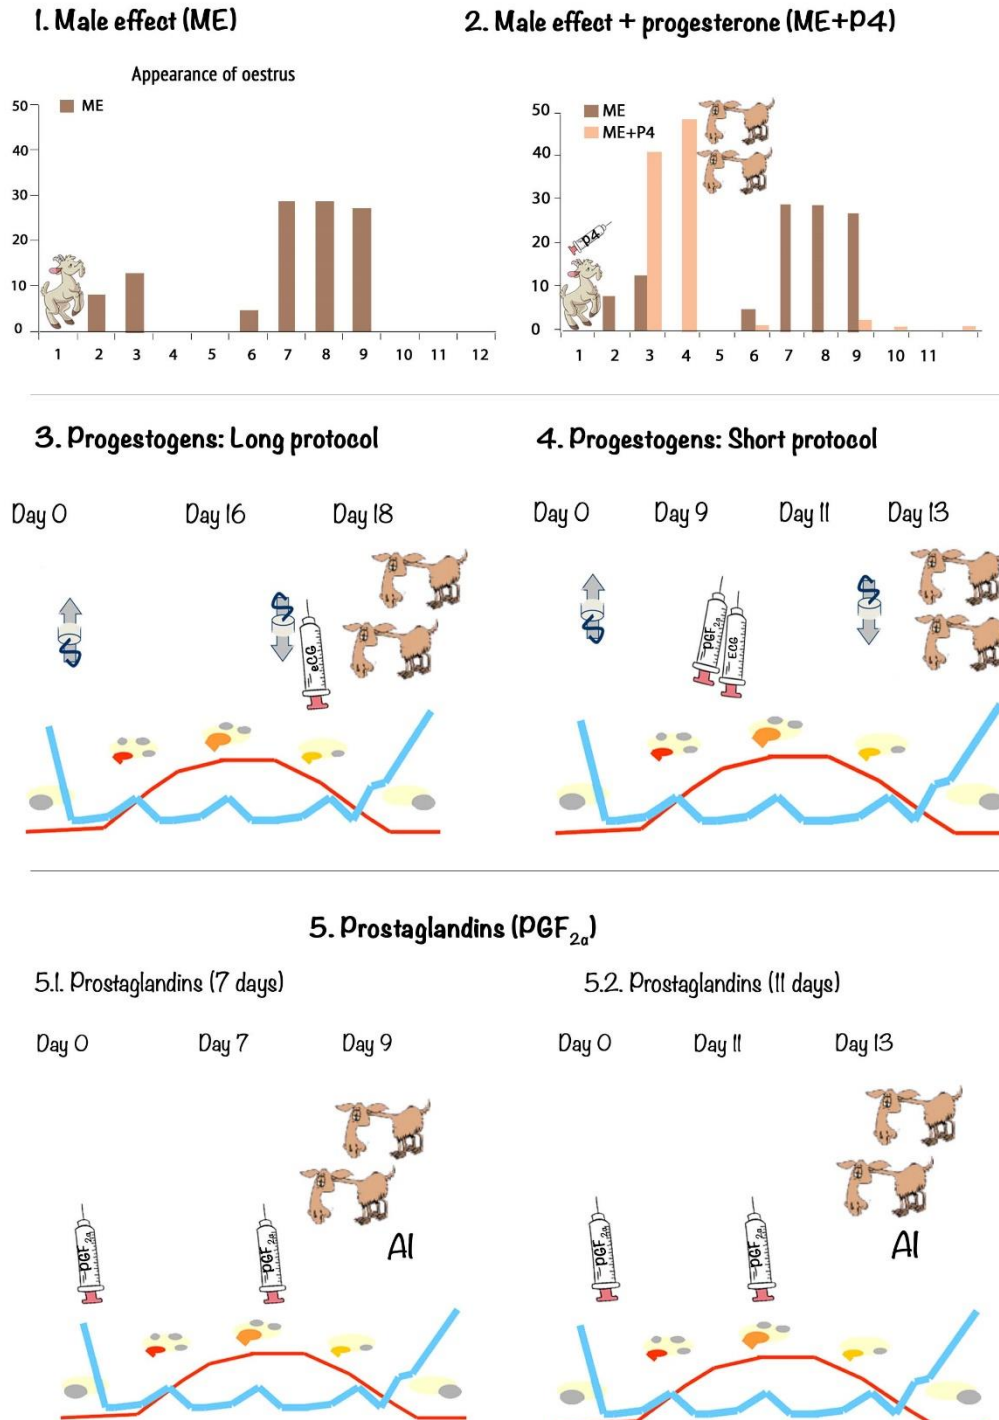 1. Male effect (ME)
2. Male effect + progesterone (ME+P4)
Appearance of oestrus
50
40
30
20
10
0
ME
1 2 3 4 5 6 7 8 9 10 11 12
50
40
30
20
10
0
ME
ME+P4
P4
1 2 3 4 5 6 7 8 9 10 11
3. Progestogens: Long protocol
Day 0 Day 16 Day 18
eCG
4. Progestogens: Short protocol
Day 0 Day 9 Day 11 Day 13
PGF2α
ECG
5. Prostaglandins (PGF2α)
5.1. Prostaglandins (7 days)
Day 0 Day 7 Day 9
PGF2α
PGF2α
AI
5.2. Prostaglandins (11 days)
Day 0 Day 11 Day 13
PGF2α
PGF2α
AI